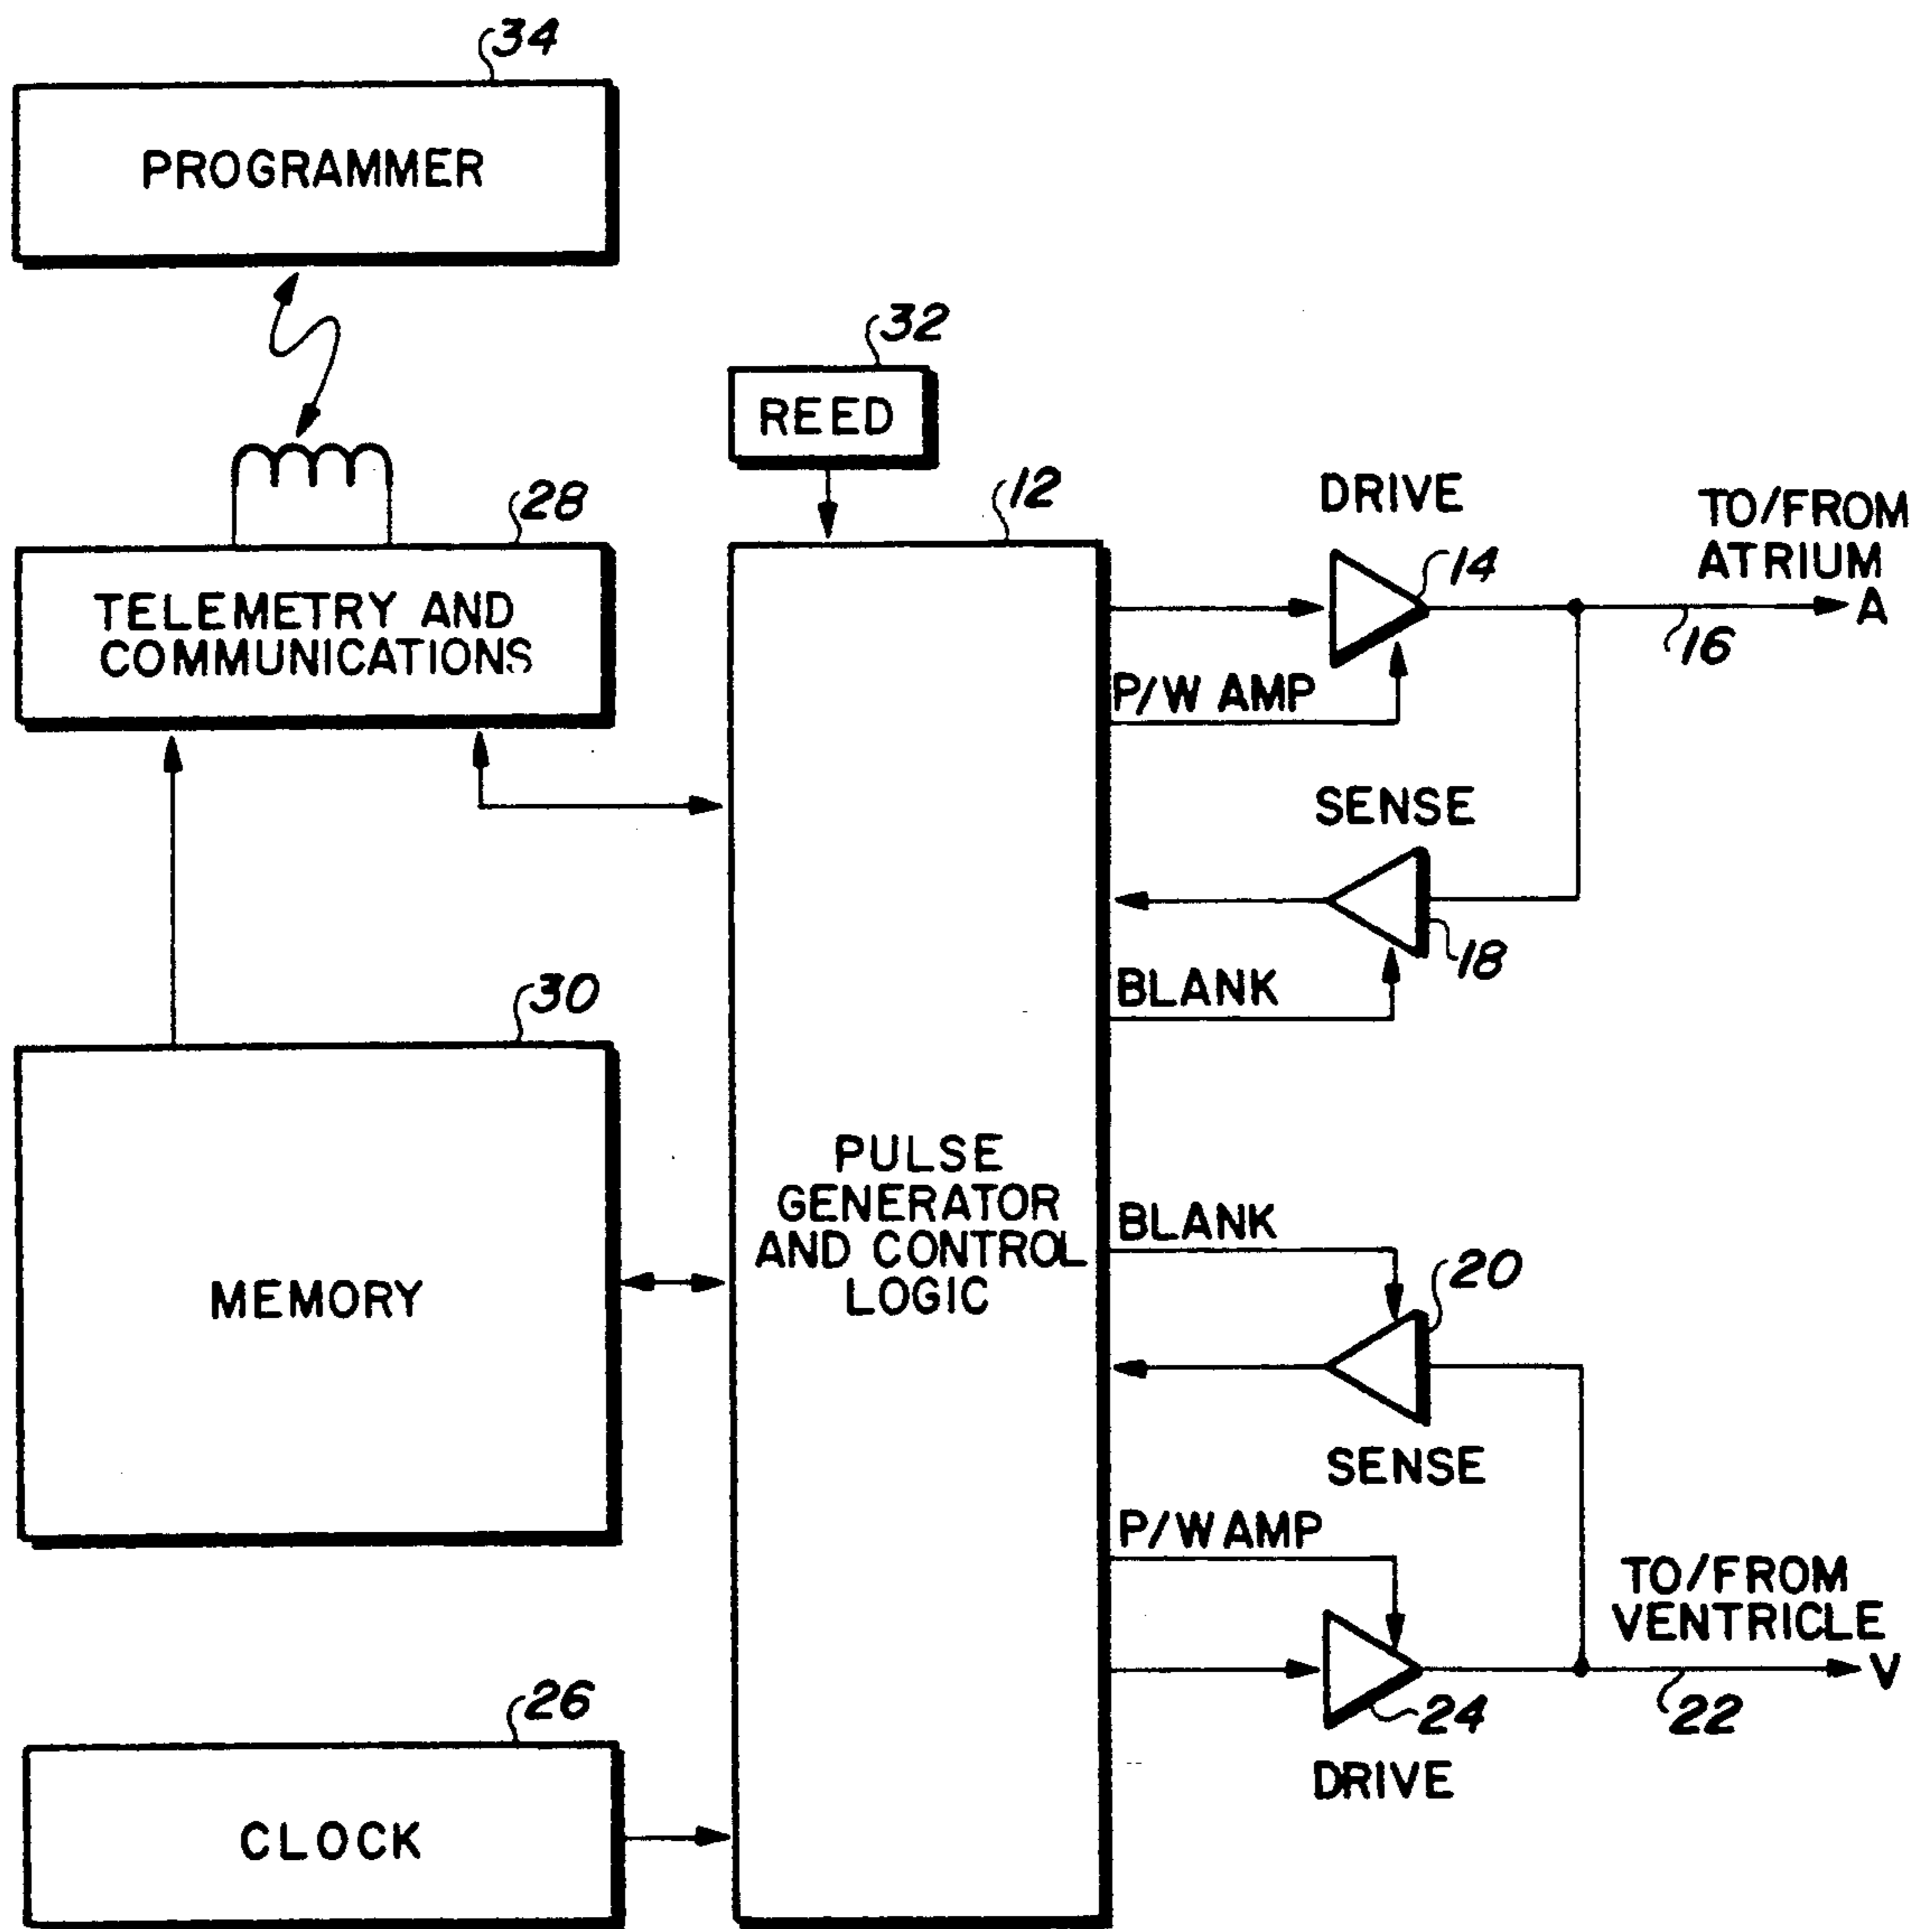 34
PROGRAMMER
32
REED
28
TELEMETRY AND
COMMUNICATIONS
12
DRIVE
TO/FROM
ATRIUM
14
A
16
P/W AMP
SENSE
18
BLANK
30
MEMORY
PULSE
GENERATOR
AND CONTROL
LOGIC
BLANK
20
SENSE
P/W AMP
TO/FROM
VENTRICLE
V
24
22
DRIVE
26
CLOCK